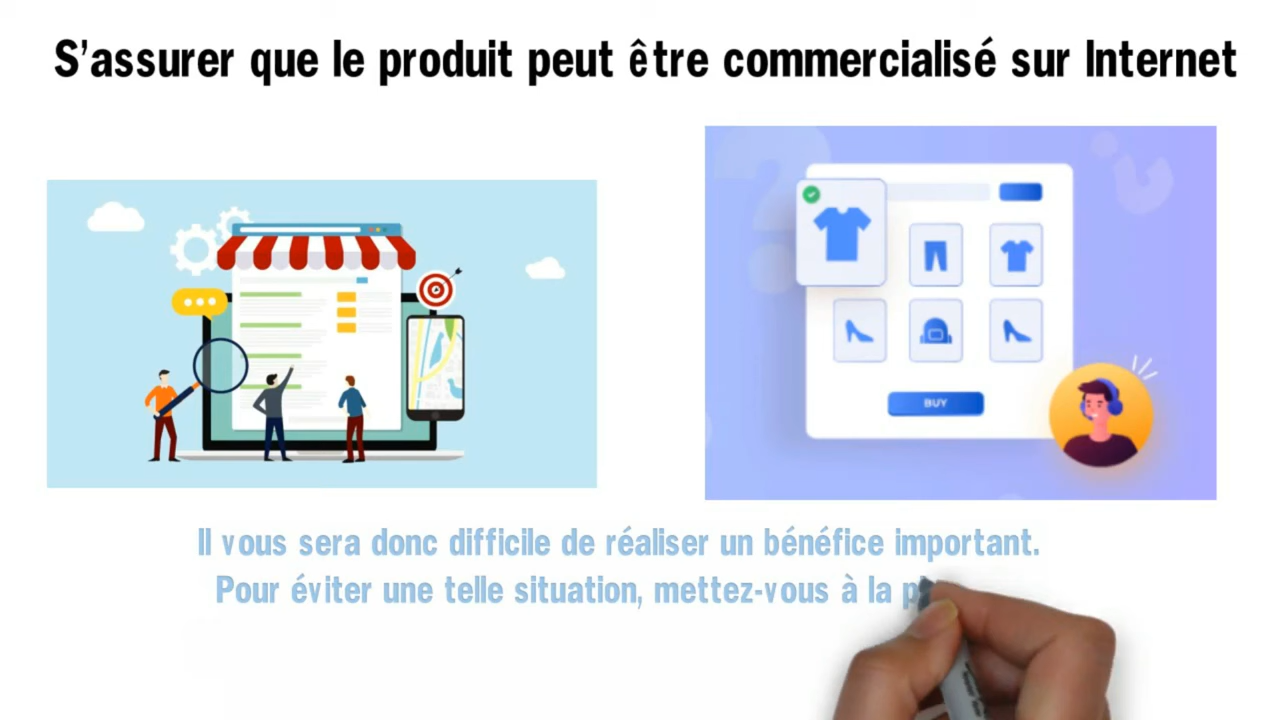 S'assurer que le produit peut être commercialisé sur Internet
BUY
Il vous sera donc difficile de réaliser un bénéfice important.
Pour éviter une telle situation, mettez-vous à la